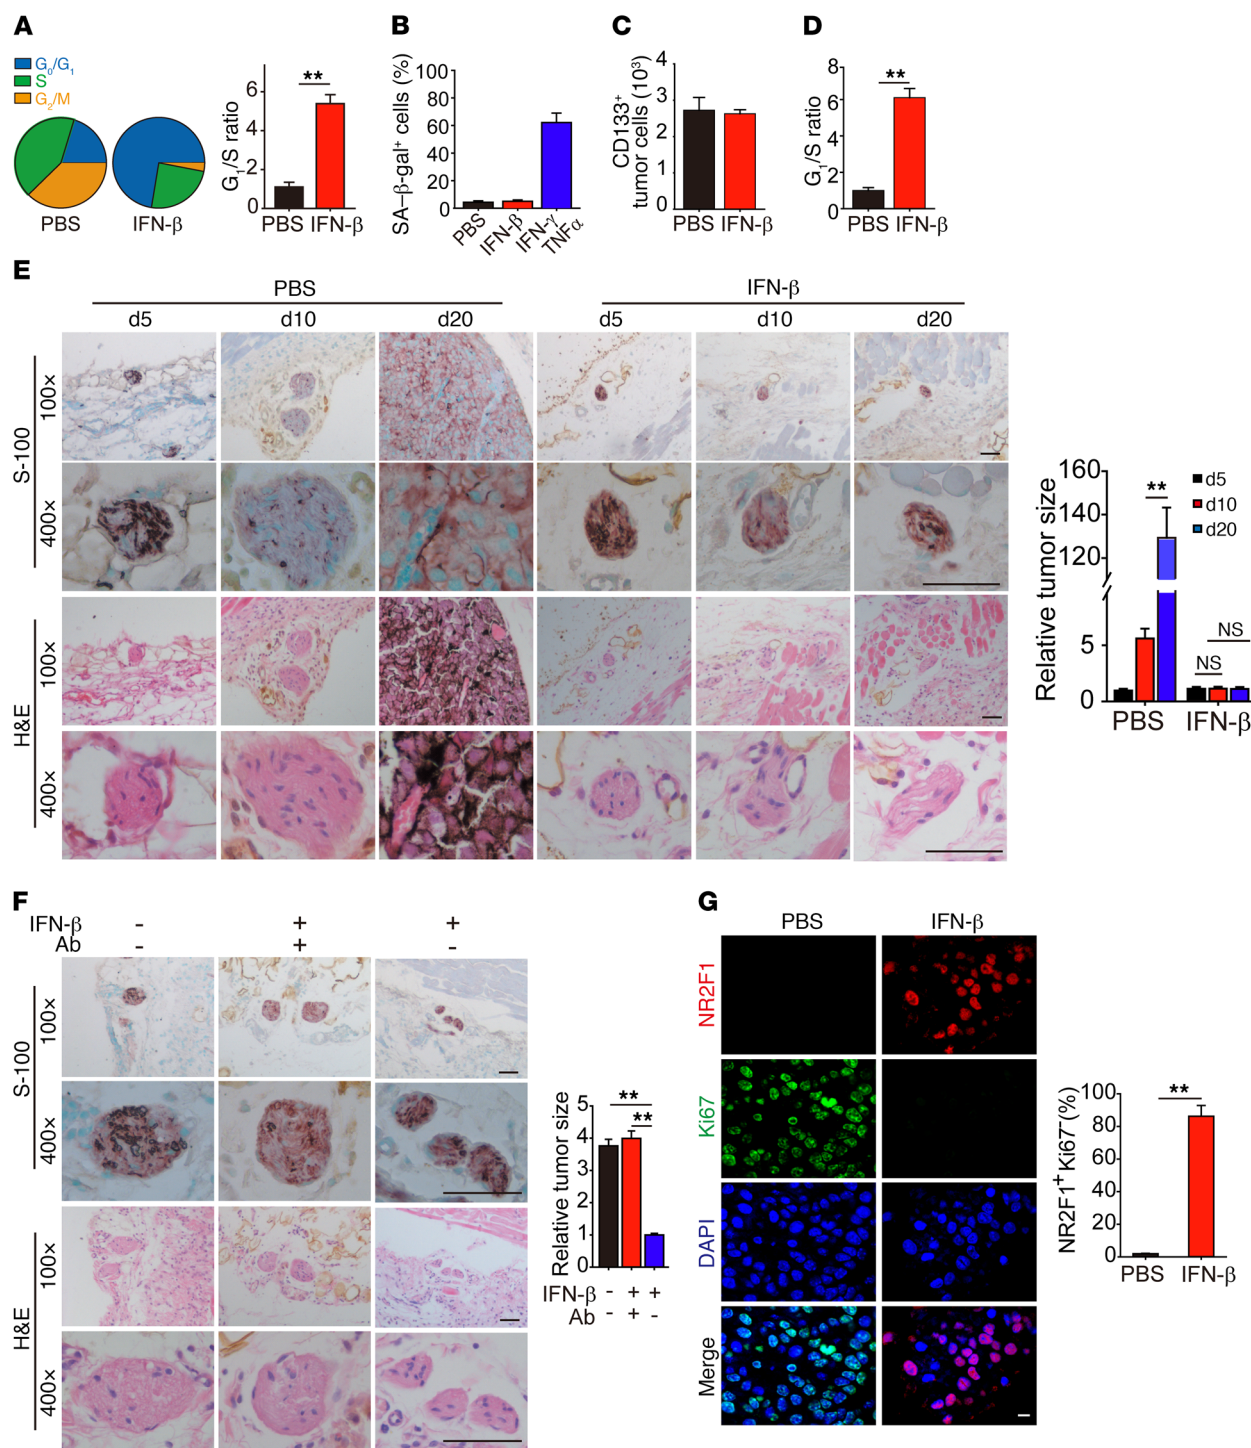 A
G₀/G₁
S
G₂/M
PBS
IFN-β
G₁/S ratio
6
4
2
0
**
PBS IFN-β
B
SA–β-gal⁺ cells (%)
100
80
60
40
20
0
PBS
IFN-β
IFN-γ
TNFα
C
CD133⁺
tumor cells (10³)
4
3
2
1
0
PBS IFN-β
D
G₁/S ratio
8
6
4
2
0
**
PBS IFN-β
E
PBS
IFN-β
d5
d10
d20
d5
d10
d20
S-100
100×
400×
H&E
100×
400×
Relative tumor size
160
140
120
5
0
**
NS
NS
d5
d10
d20
PBS IFN-β
F
IFN-β - + +
Ab - + -
S-100
100×
400×
H&E
100×
400×
Relative tumor size
5
4
3
2
1
0
**
**
IFN-β - + +
Ab - + -
G
PBS
IFN-β
NR2F1
Ki67
DAPI
Merge
NR2F1⁺Ki67⁻(%)
100
80
60
40
20
0
**
PBS IFN-β